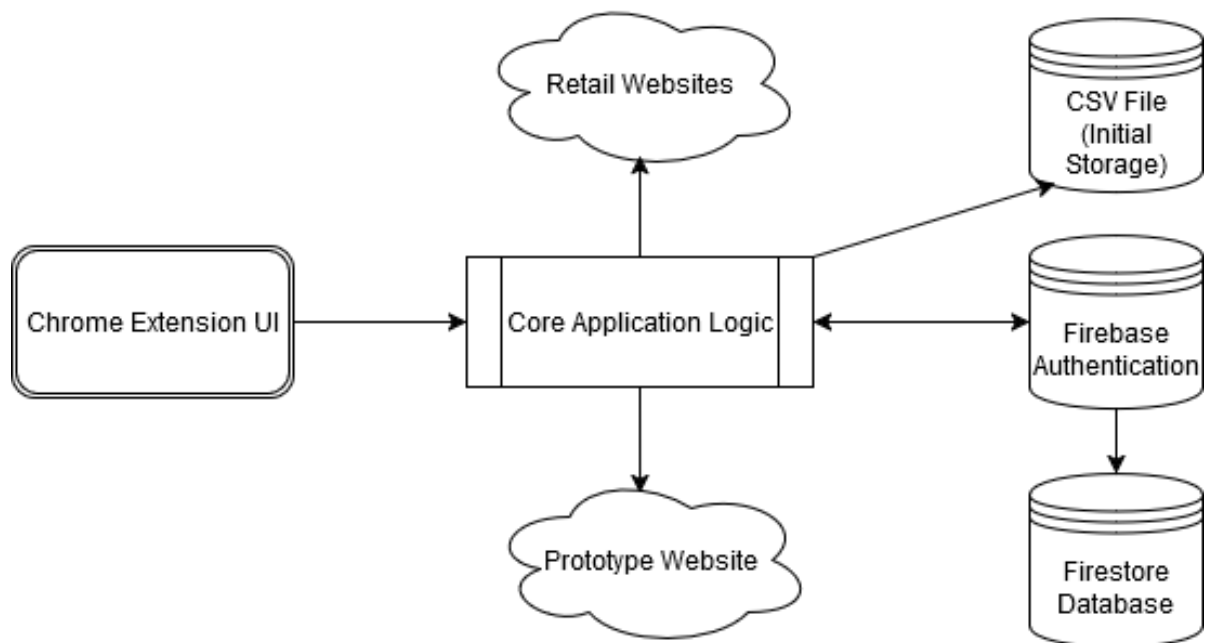 Retail Websites
CSV File
(Initial
Storage)
Chrome Extension UI
Core Application Logic
Firebase
Authentication
Prototype Website
Firestore
Database